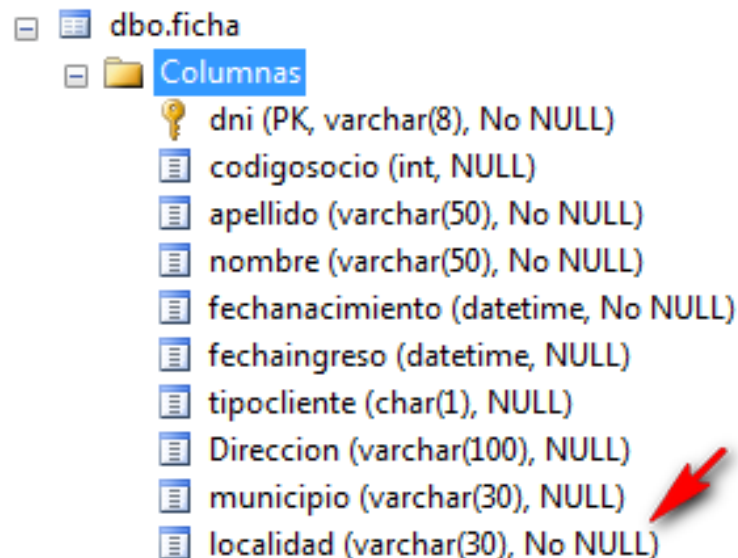 dbo.ficha
Columnas
dni (PK, varchar(8), No NULL)
codigosocio (int, NULL)
apellido (varchar(50), No NULL)
nombre (varchar(50), No NULL)
fechanacimiento (datetime, No NULL)
fechaingreso (datetime, NULL)
tipocliente (char(1), NULL)
Direccion (varchar(100), NULL)
municipio (varchar(30), NULL)
localidad (varchar(30), No NULL)